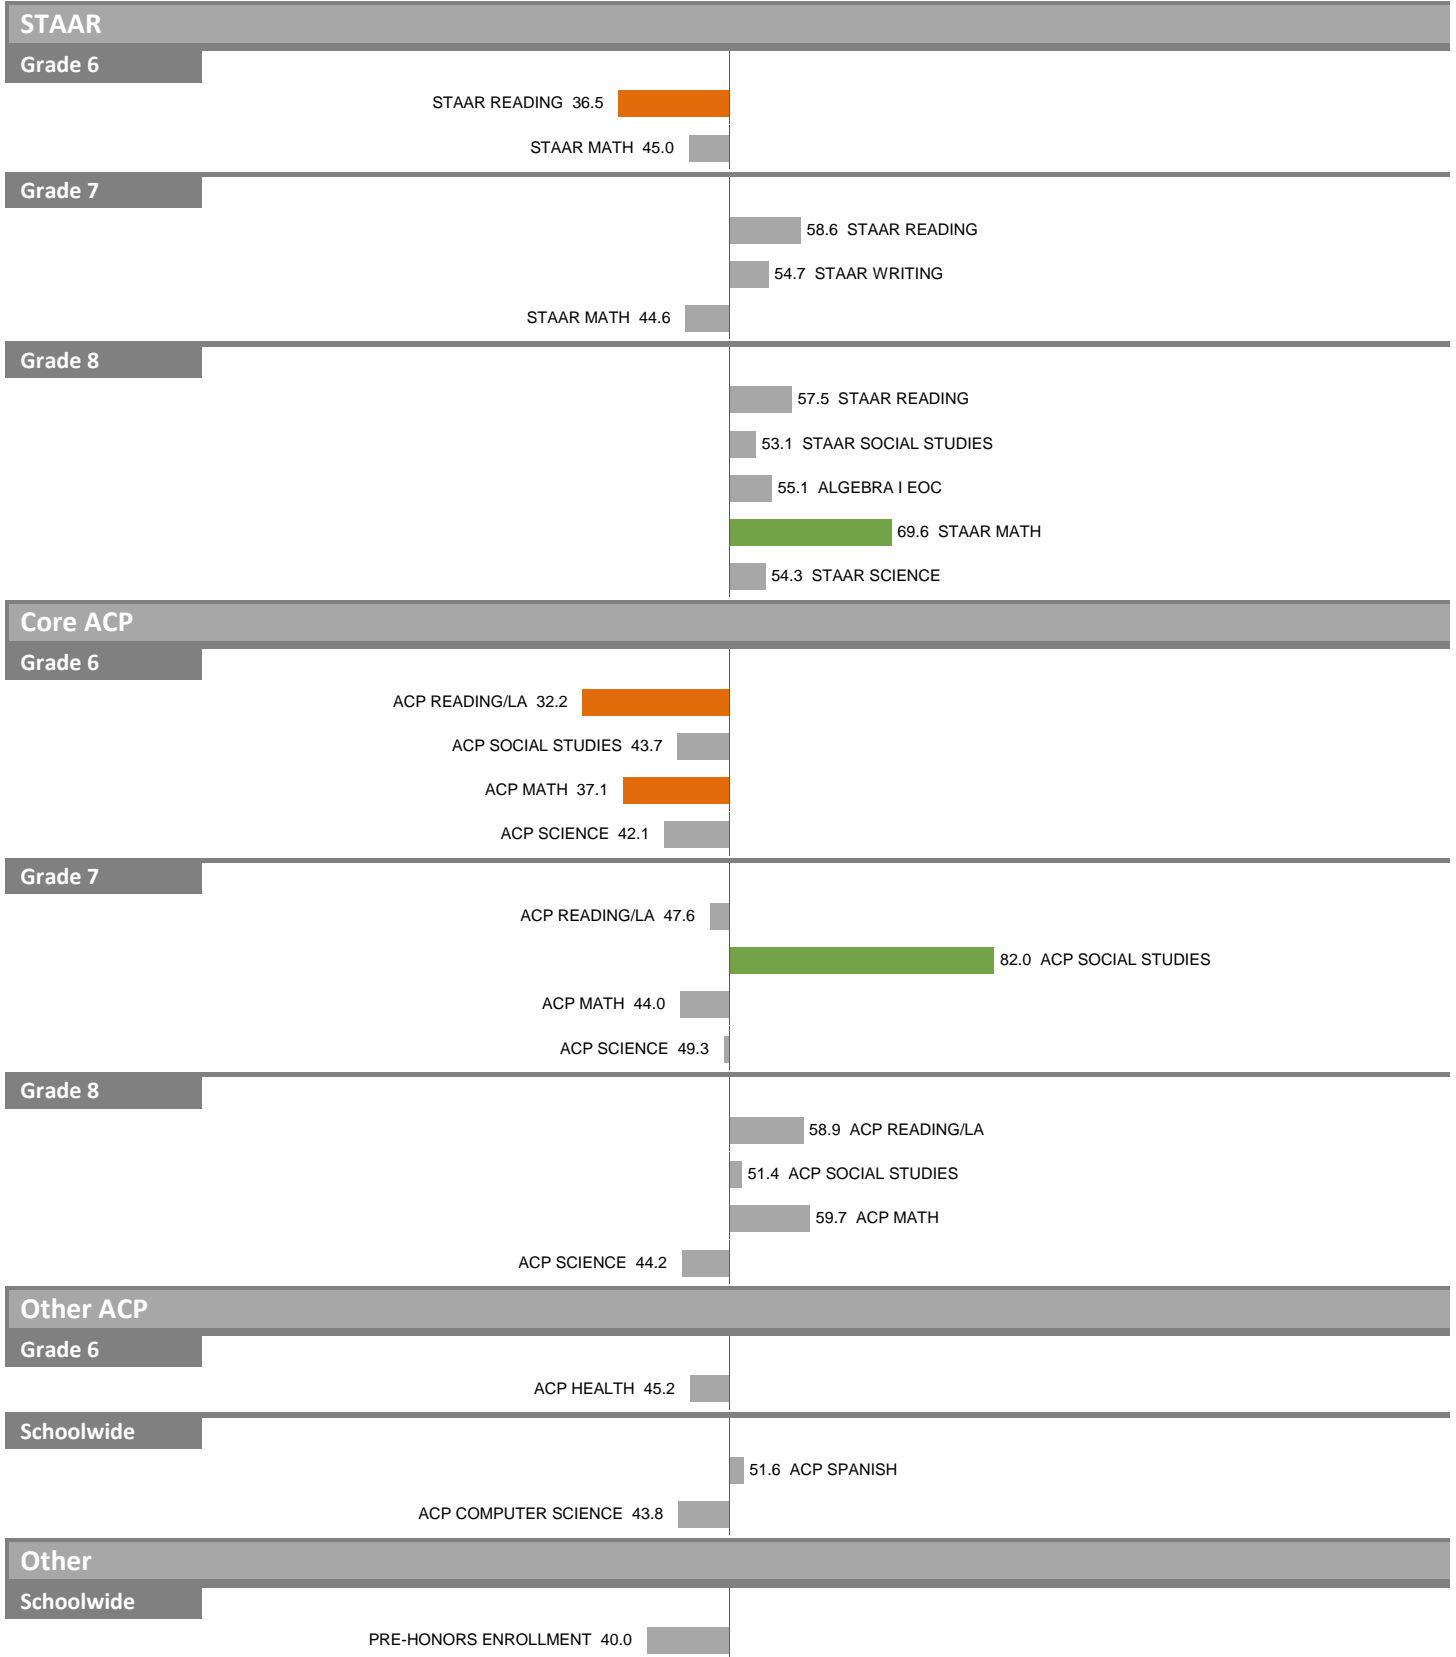 STAAR
Grade 6
STAAR READING 36.5
STAAR MATH 45.0
Grade 7
58.6 STAAR READING
54.7 STAAR WRITING
STAAR MATH 44.6
Grade 8
57.5 STAAR READING
53.1 STAAR SOCIAL STUDIES
55.1 ALGEBRA I EOC
69.6 STAAR MATH
54.3 STAAR SCIENCE
Core ACP
Grade 6
ACP READING/LA 32.2
ACP SOCIAL STUDIES 43.7
ACP MATH 37.1
ACP SCIENCE 42.1
Grade 7
ACP READING/LA 47.6
82.0 ACP SOCIAL STUDIES
ACP MATH 44.0
ACP SCIENCE 49.3
Grade 8
58.9 ACP READING/LA
51.4 ACP SOCIAL STUDIES
59.7 ACP MATH
ACP SCIENCE 44.2
Other ACP
Grade 6
ACP HEALTH 45.2
Schoolwide
51.6 ACP SPANISH
ACP COMPUTER SCIENCE 43.8
Other
Schoolwide
PRE-HONORS ENROLLMENT 40.0